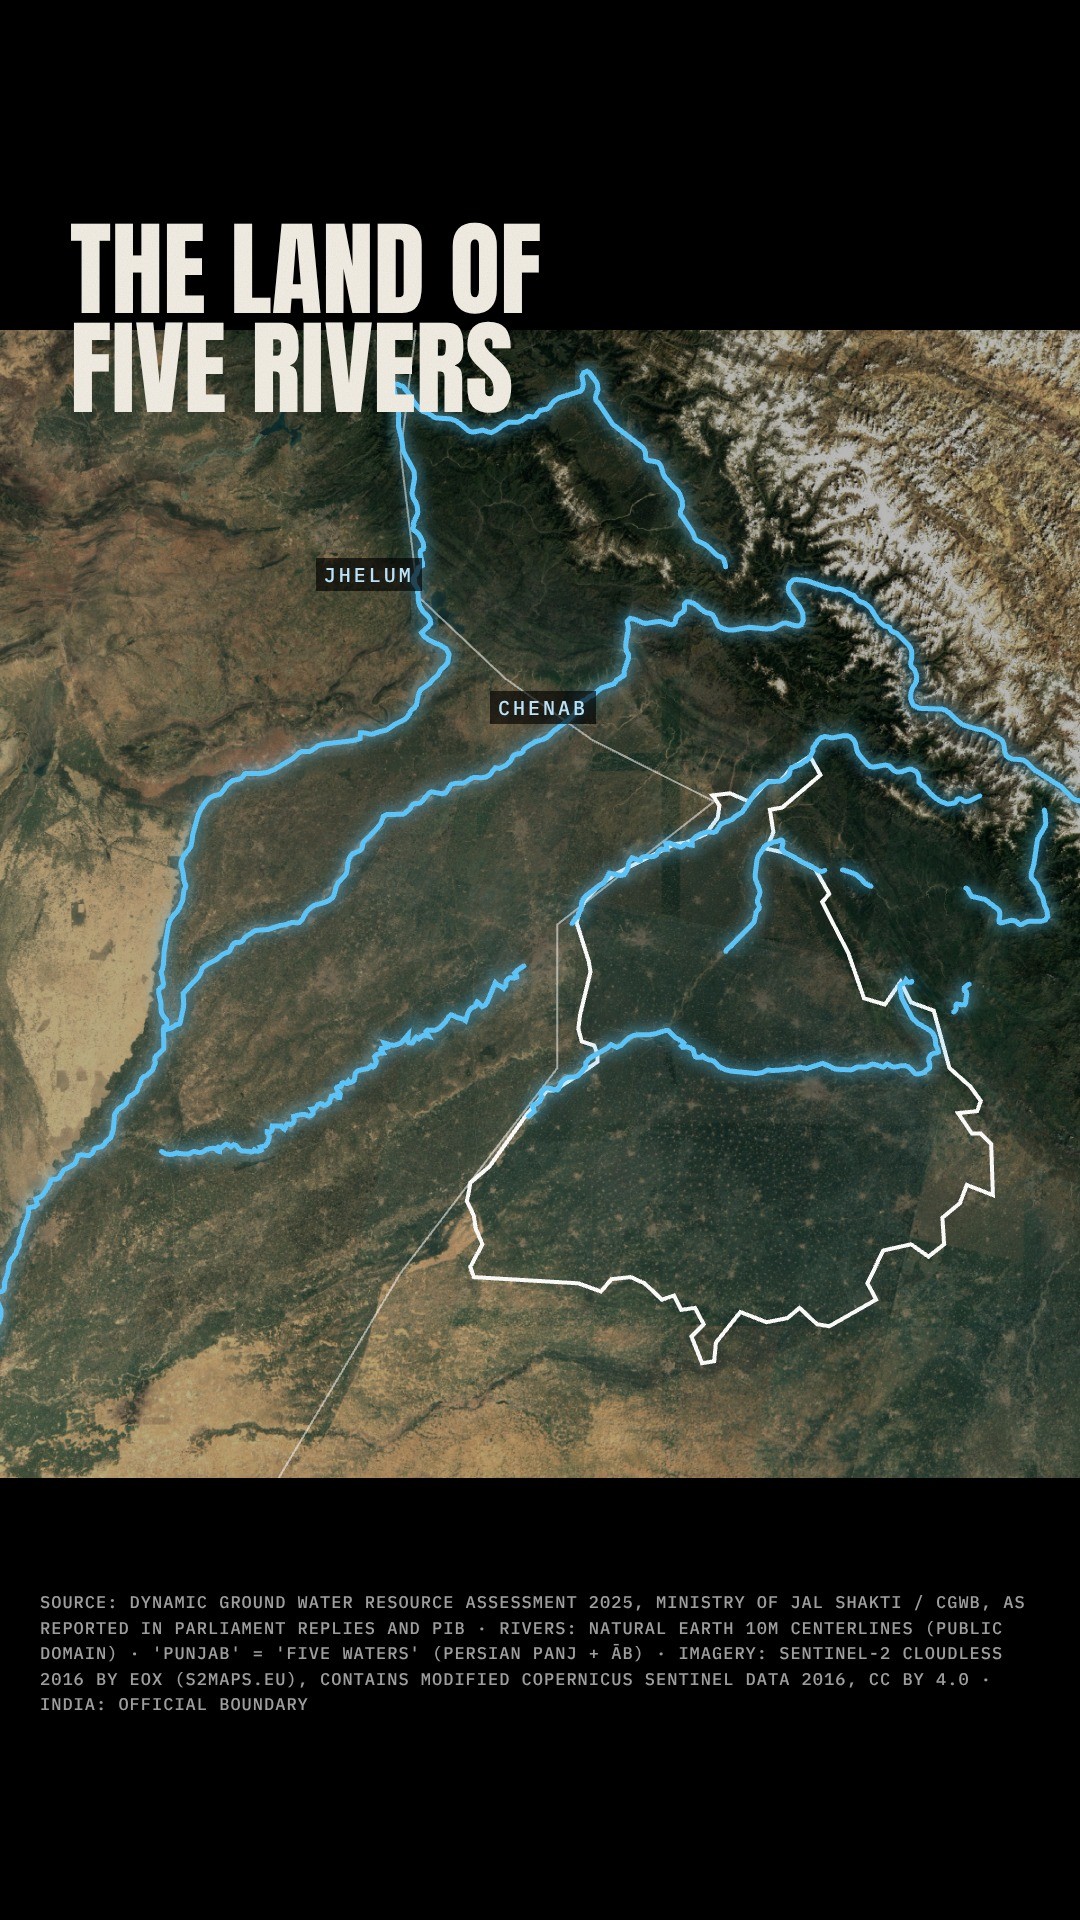 THE LAND OF
FIVE RIVERS
JHELUM
CHENAB
SOURCE: DYNAMIC GROUND WATER RESOURCE ASSESSMENT 2025, MINISTRY OF JAL SHAKTI / CGWB, AS
REPORTED IN PARLIAMENT REPLIES AND PIB · RIVERS: NATURAL EARTH 10M CENTERLINES (PUBLIC
DOMAIN) · 'PUNJAB' = 'FIVE WATERS' (PERSIAN PANJ + ĀB) · IMAGERY: SENTINEL-2 CLOUDLESS
2016 BY EOX (S2MAPS.EU), CONTAINS MODIFIED COPERNICUS SENTINEL DATA 2016, CC BY 4.0 ·
INDIA: OFFICIAL BOUNDARY